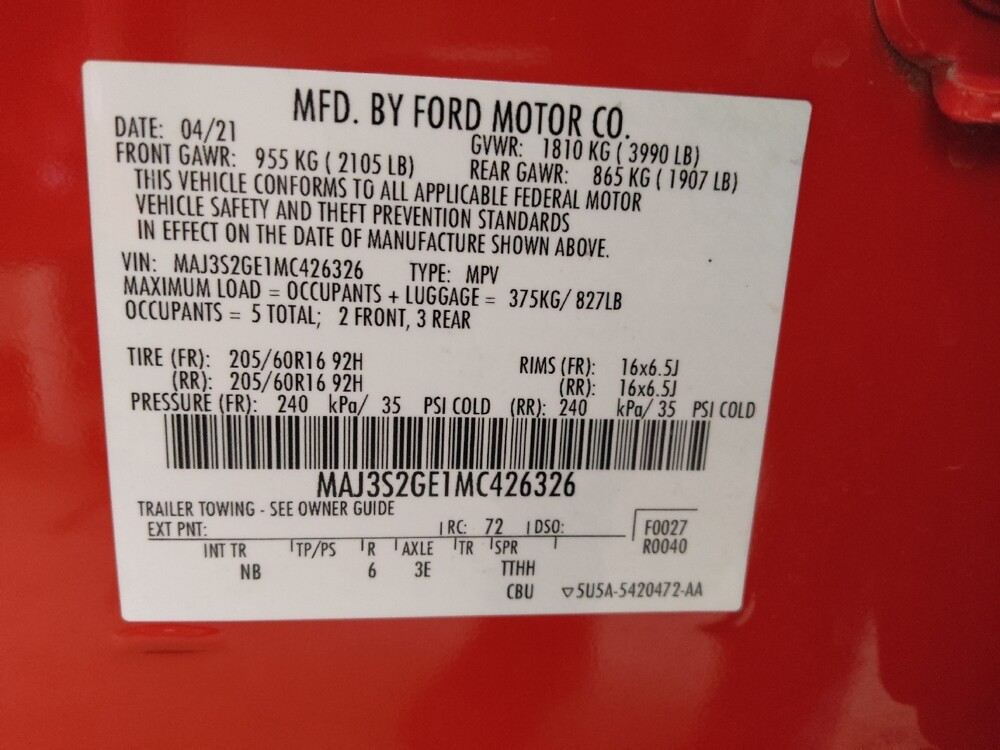 MFD. BY FORD MOTOR CO.
DATE: 04/21 GVWR: 1810 KG ( 3990 LB)
FRONT GAWR: 955 KG ( 2105 LB) REAR GAWR: 865 KG ( 1907 LB)
THIS VEHICLE CONFORMS TO ALL APPLICABLE FEDERAL MOTOR
VEHICLE SAFETY AND THEFT PREVENTION STANDARDS
IN EFFECT ON THE DATE OF MANUFACTURE SHOWN ABOVE.
VIN: MAJ3S2GE1MC426326 TYPE: MPV
MAXIMUM LOAD = OCCUPANTS + LUGGAGE = 375KG/ 827LB
OCCUPANTS = 5 TOTAL; 2 FRONT, 3 REAR
TIRE (FR): 205/60R16 92H RIMS (FR): 16x6.5J
(RR): 205/60R16 92H (RR): 16x6.5J
PRESSURE (FR): 240 kPa/ 35 PSI COLD (RR): 240 kPa/ 35 PSI COLD
MAJ3S2GE1MC426326
TRAILER TOWING - SEE OWNER GUIDE
EXT PNT: RC: 72 DSO: F0027
INT TR TP/PS R AXLE TR SPR R0040
NB 6 3E TTHH
CBU ▽5U5A-5420472-AA